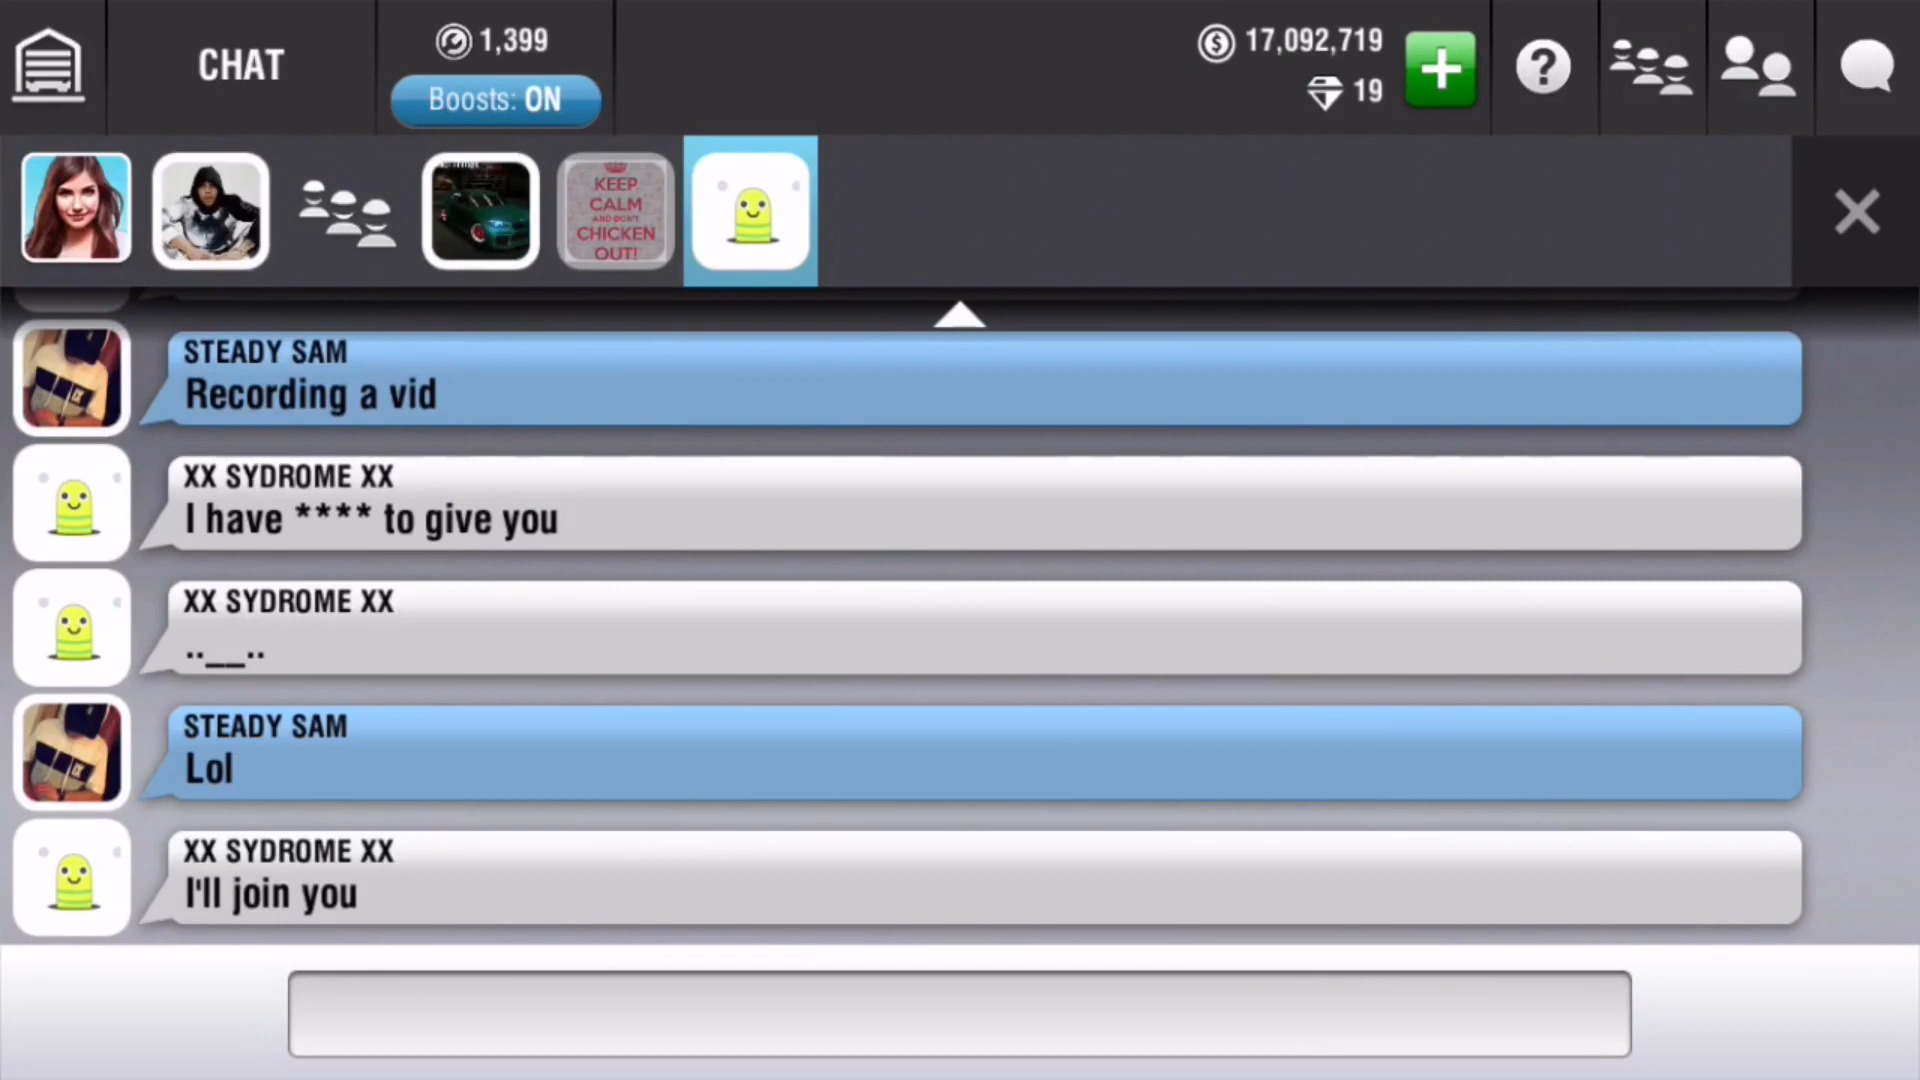 CHAT
1,399
Boosts: ON
17,092,719
19
KEEP
CALM
AND DON'T
CHICKEN
OUT!
STEADY SAM
Recording a vid
XX SYDROME XX
I have **** to give you
XX SYDROME XX
..__..
STEADY SAM
Lol
XX SYDROME XX
I'll join you